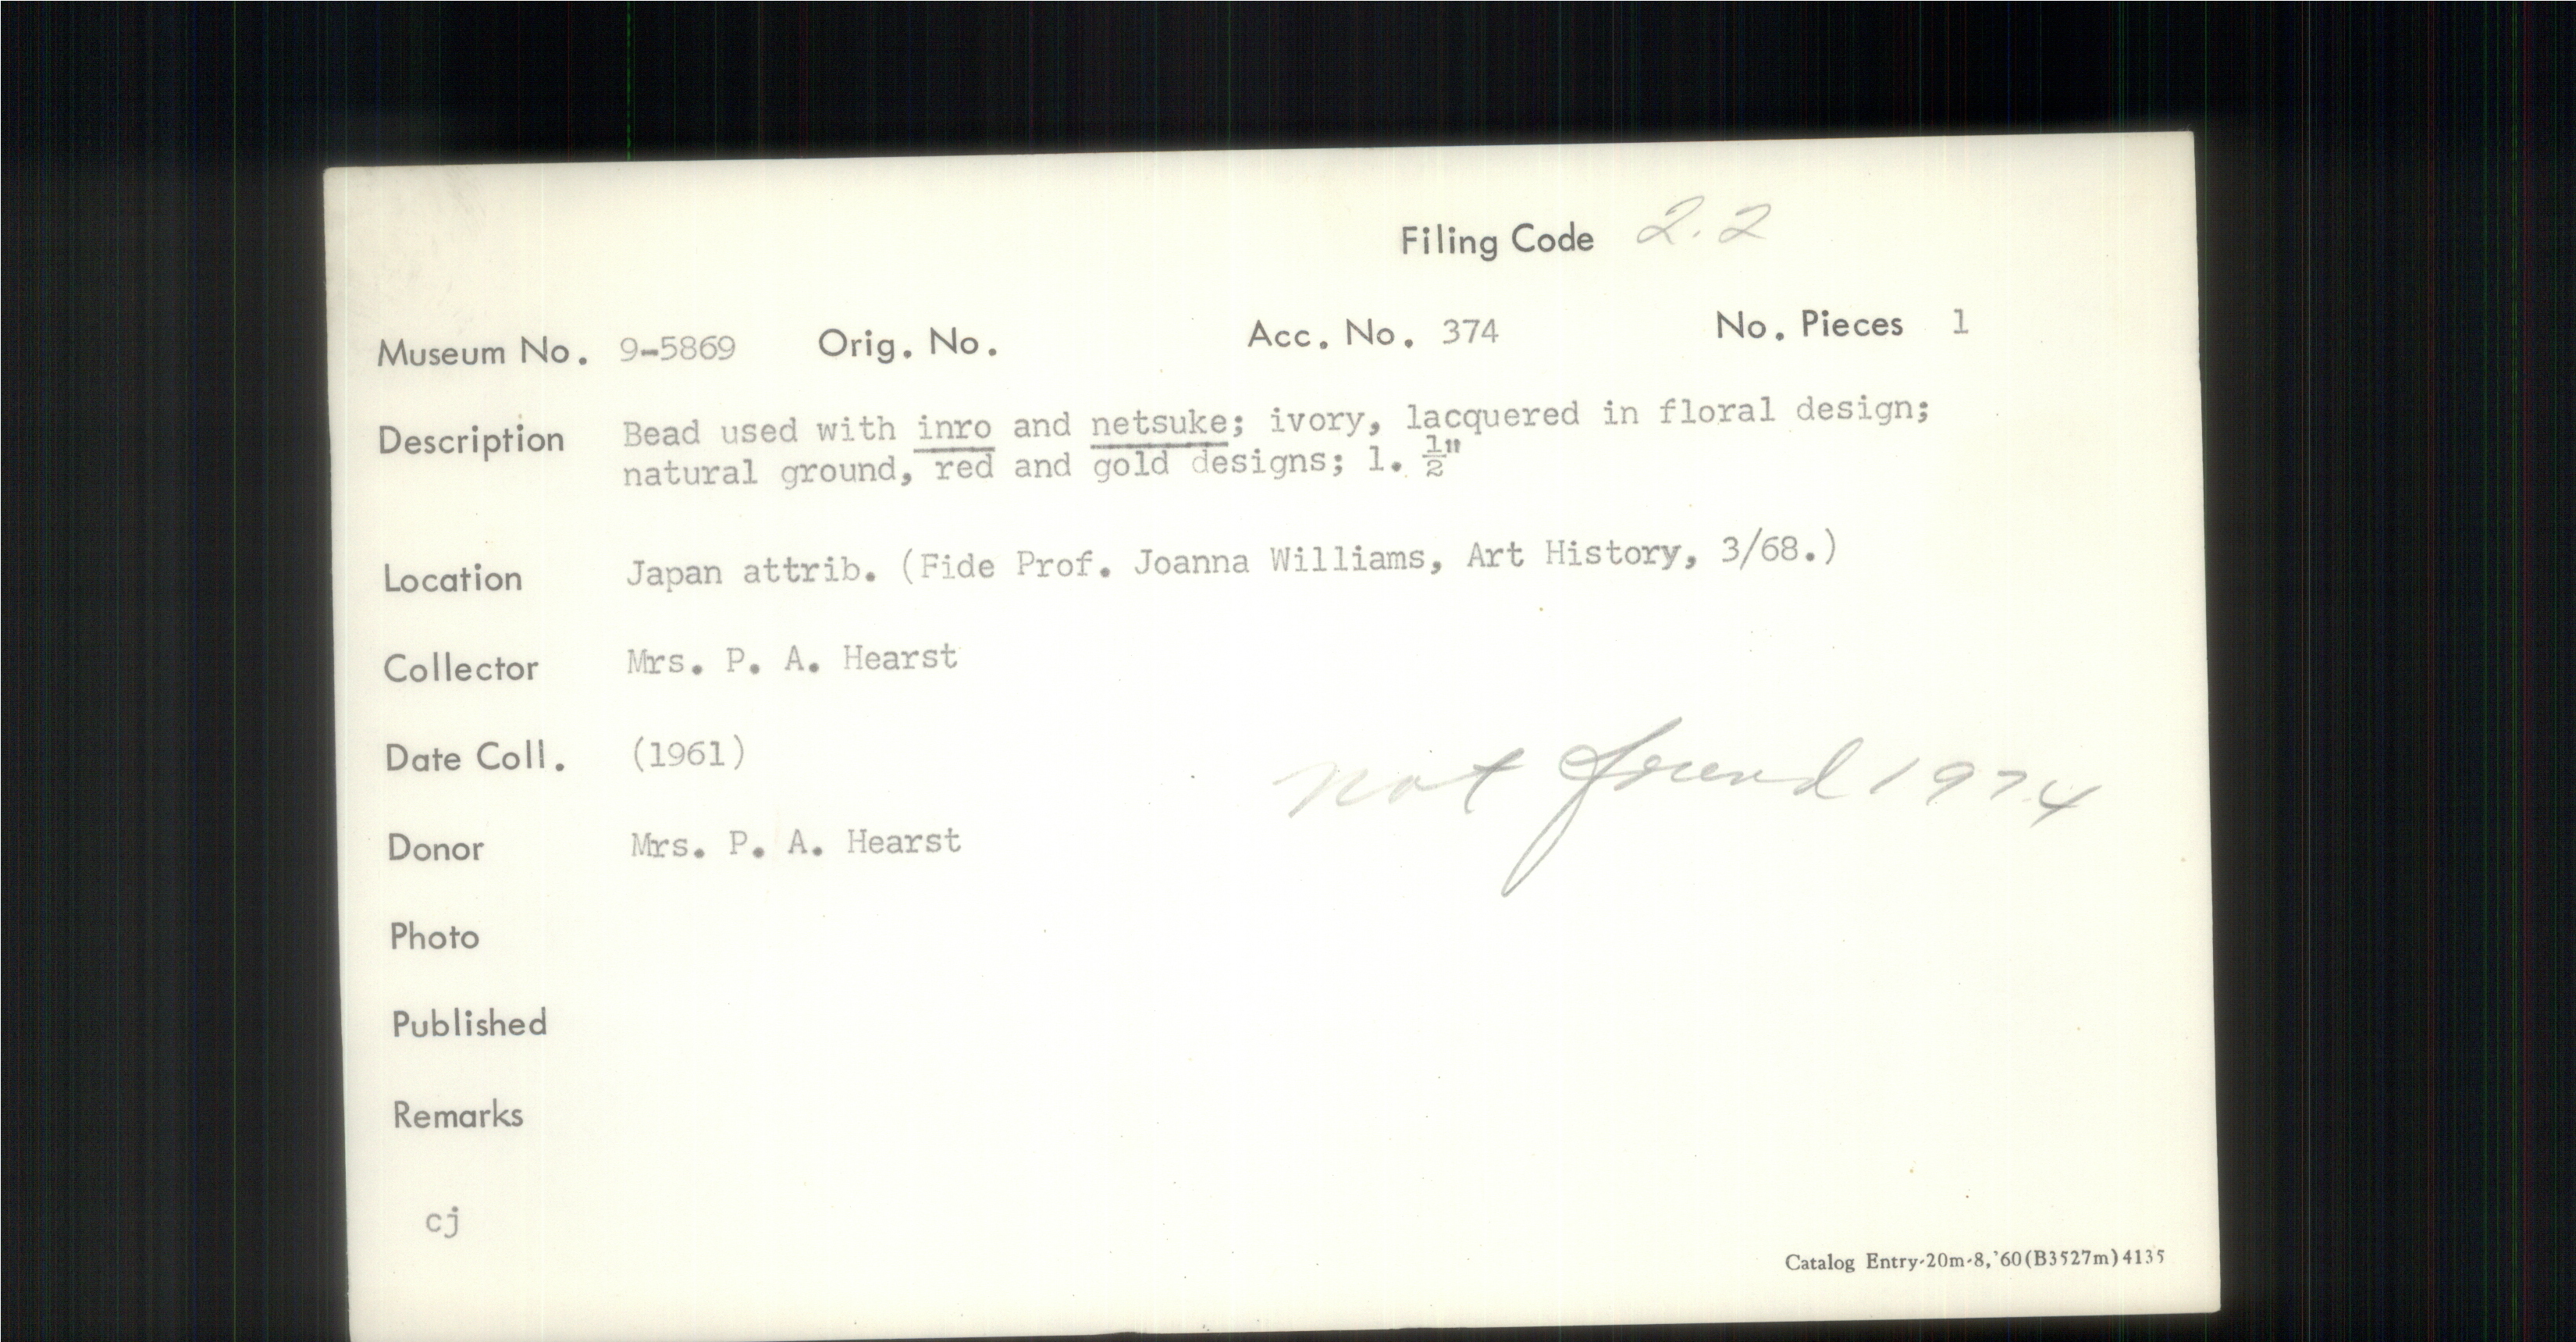 Filing Code 2.2
Museum No. 9-5869 Orig. No. Acc. No. 374 No. Pieces 1
Description Bead used with inro and netsuke; ivory, lacquered in floral design;
natural ground, red and gold designs; l. ½"
Location Japan attrib. (Fide Prof. Joanna Williams, Art History, 3/68.)
Collector Mrs. P. A. Hearst
Date Coll. (1961)
not found 1974
Donor Mrs. P. A. Hearst
Photo
Published
Remarks
cj
Catalog Entry-20m-8,'60(B3527m)4135